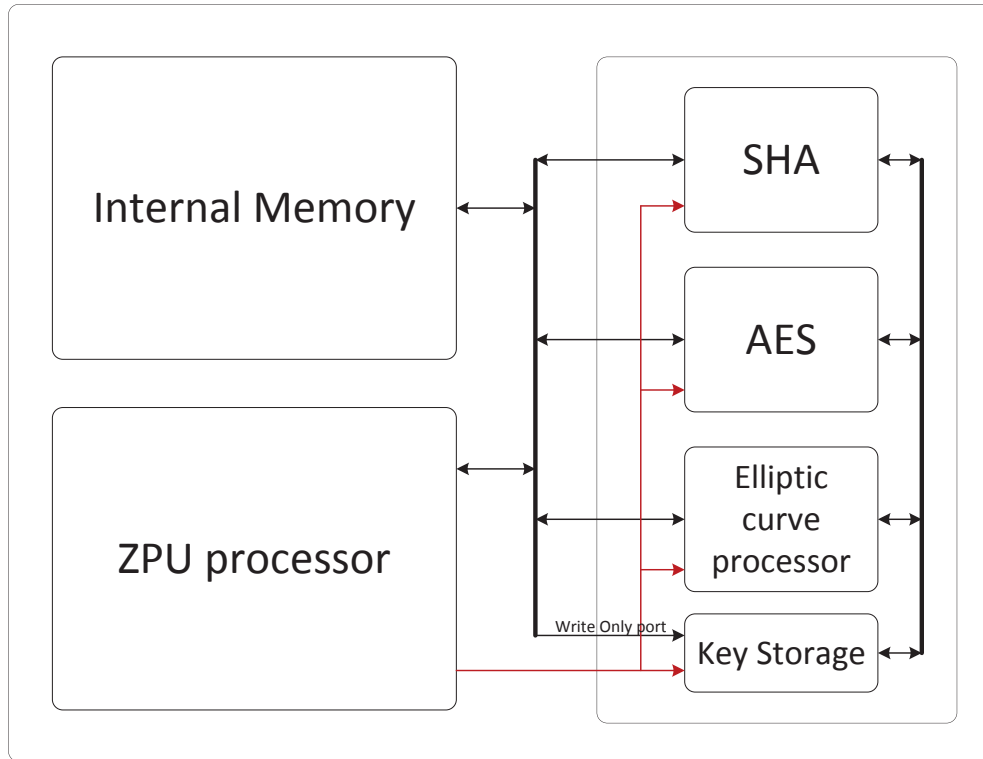 Internal Memory
SHA
AES
ZPU processor
Elliptic
curve
processor
Write Only port
Key Storage